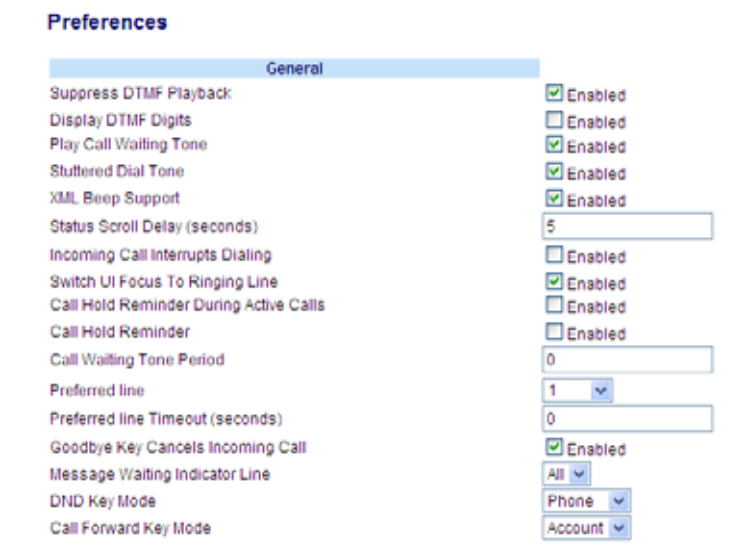 Preferences
General
Suppress DTMF Playback Enabled
Display DTMF Digits Enabled
Play Call Waiting Tone Enabled
Stuttered Dial Tone Enabled
XML Beep Support Enabled
Status Scroll Delay (seconds) 5
Incoming Call Interrupts Dialing Enabled
Switch UI Focus To Ringing Line Enabled
Call Hold Reminder During Active Calls Enabled
Call Hold Reminder Enabled
Call Waiting Tone Period 0
Preferred line 1
Preferred line Timeout (seconds) 0
Goodbye Key Cancels Incoming Call Enabled
Message Waiting Indicator Line All
DND Key Mode Phone
Call Forward Key Mode Account